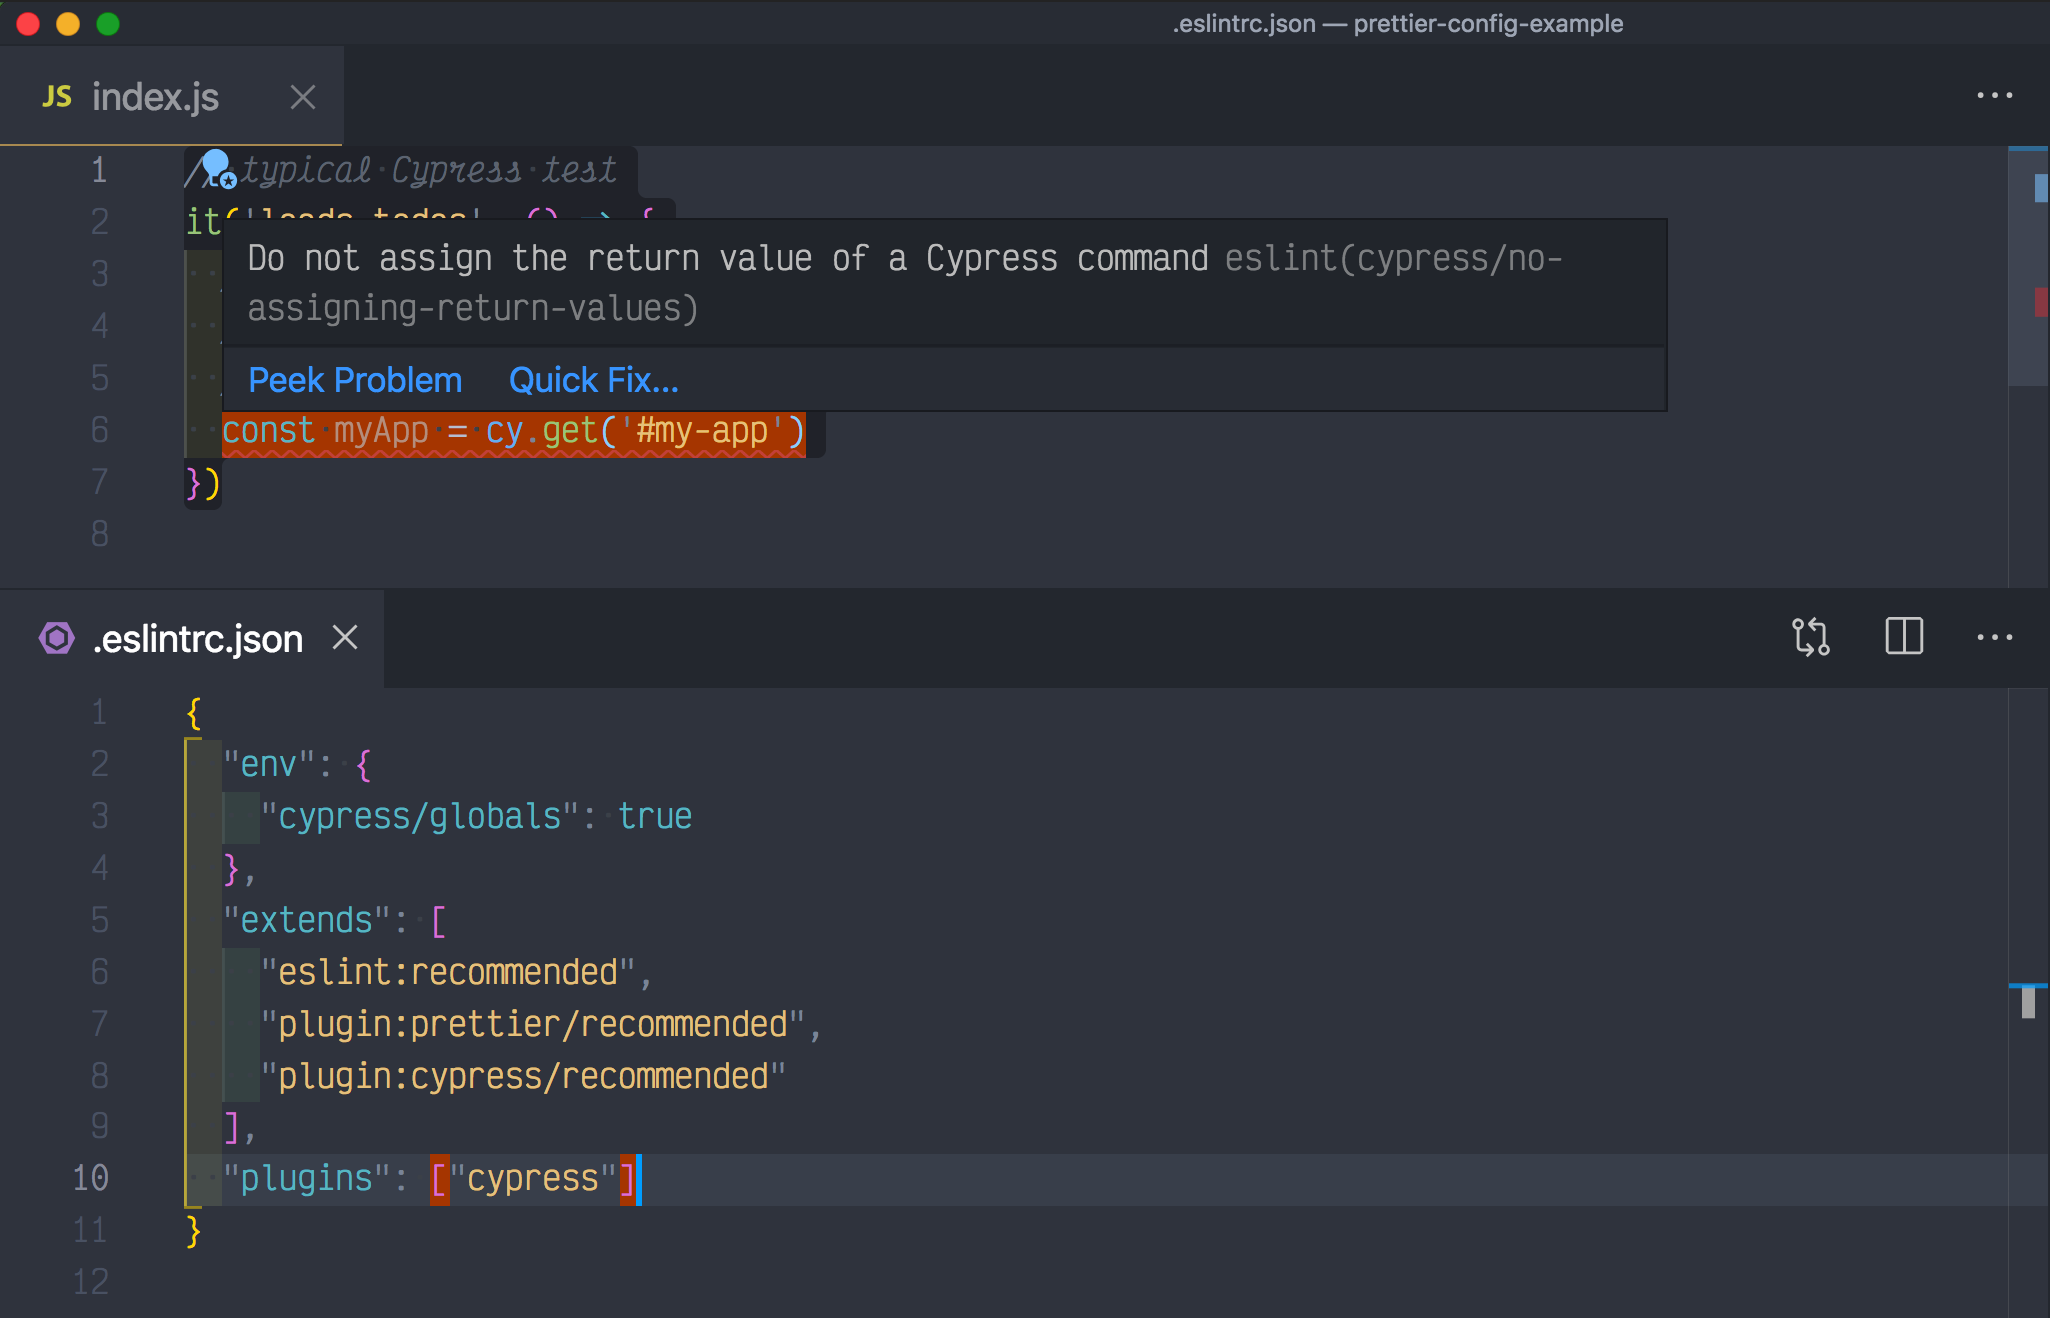 .eslintrc.json — prettier-config-example
JS index.js
1 // typical Cypress test
2 it('loads todos', () => {
3
4
5
Do not assign the return value of a Cypress command eslint(cypress/no-
assigning-return-values)
Peek Problem Quick Fix...
6 const myApp = cy.get('#my-app')
7 })
8
.eslintrc.json
1 {
2 "env": {
3 "cypress/globals": true
4 },
5 "extends": [
6 "eslint:recommended",
7 "plugin:prettier/recommended",
8 "plugin:cypress/recommended"
9 ],
10 "plugins": ["cypress"]
11 }
12